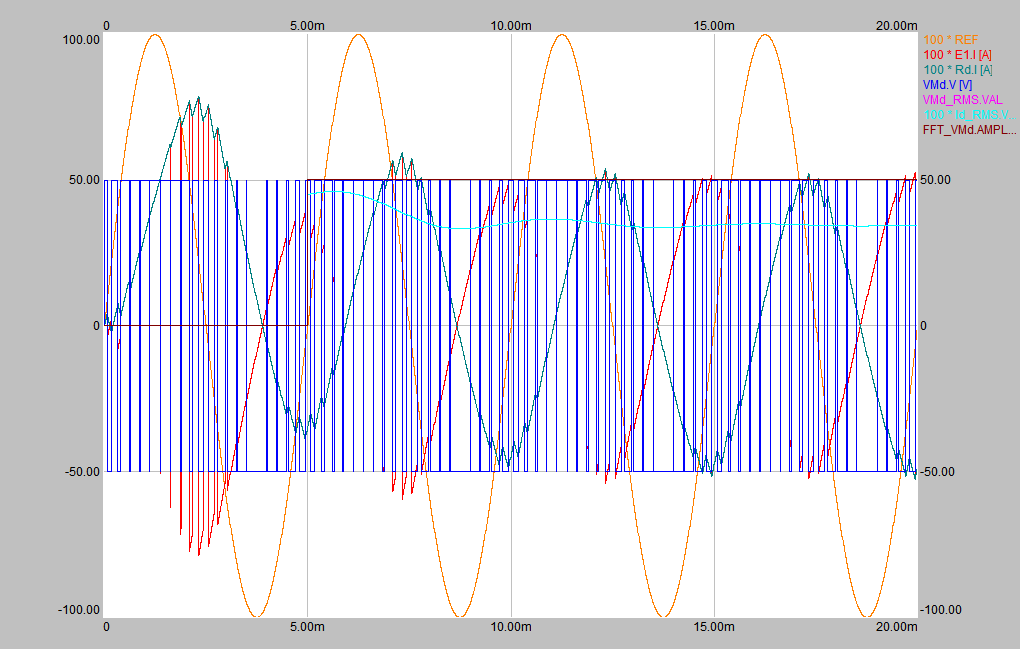 0 5.00m 10.00m 15.00m 20.00m
100.00
100 * REF
100 * E1.I [A]
100 * Rd.I [A]
VMd.V [V]
VMd_RMS.VAL
100 * Id_RMS.V...
FFT_VMd.AMPL...
50.00 50.00
0 0
-50.00 -50.00
-100.00 -100.00
0 5.00m 10.00m 15.00m 20.00m